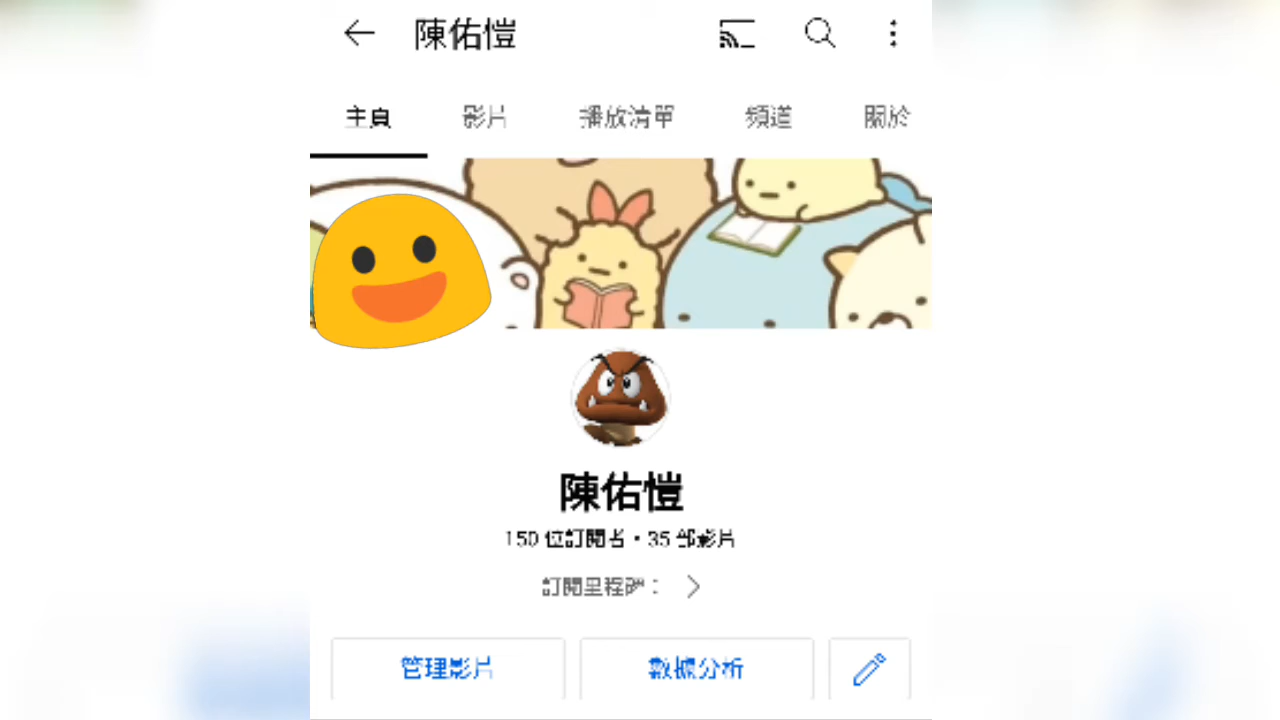 陳佑愷
主頁 影片 播放清單 頻道 關於
陳佑愷
150 位訂閱者・35 部影片
訂閱里程碑：
管理影片 數據分析